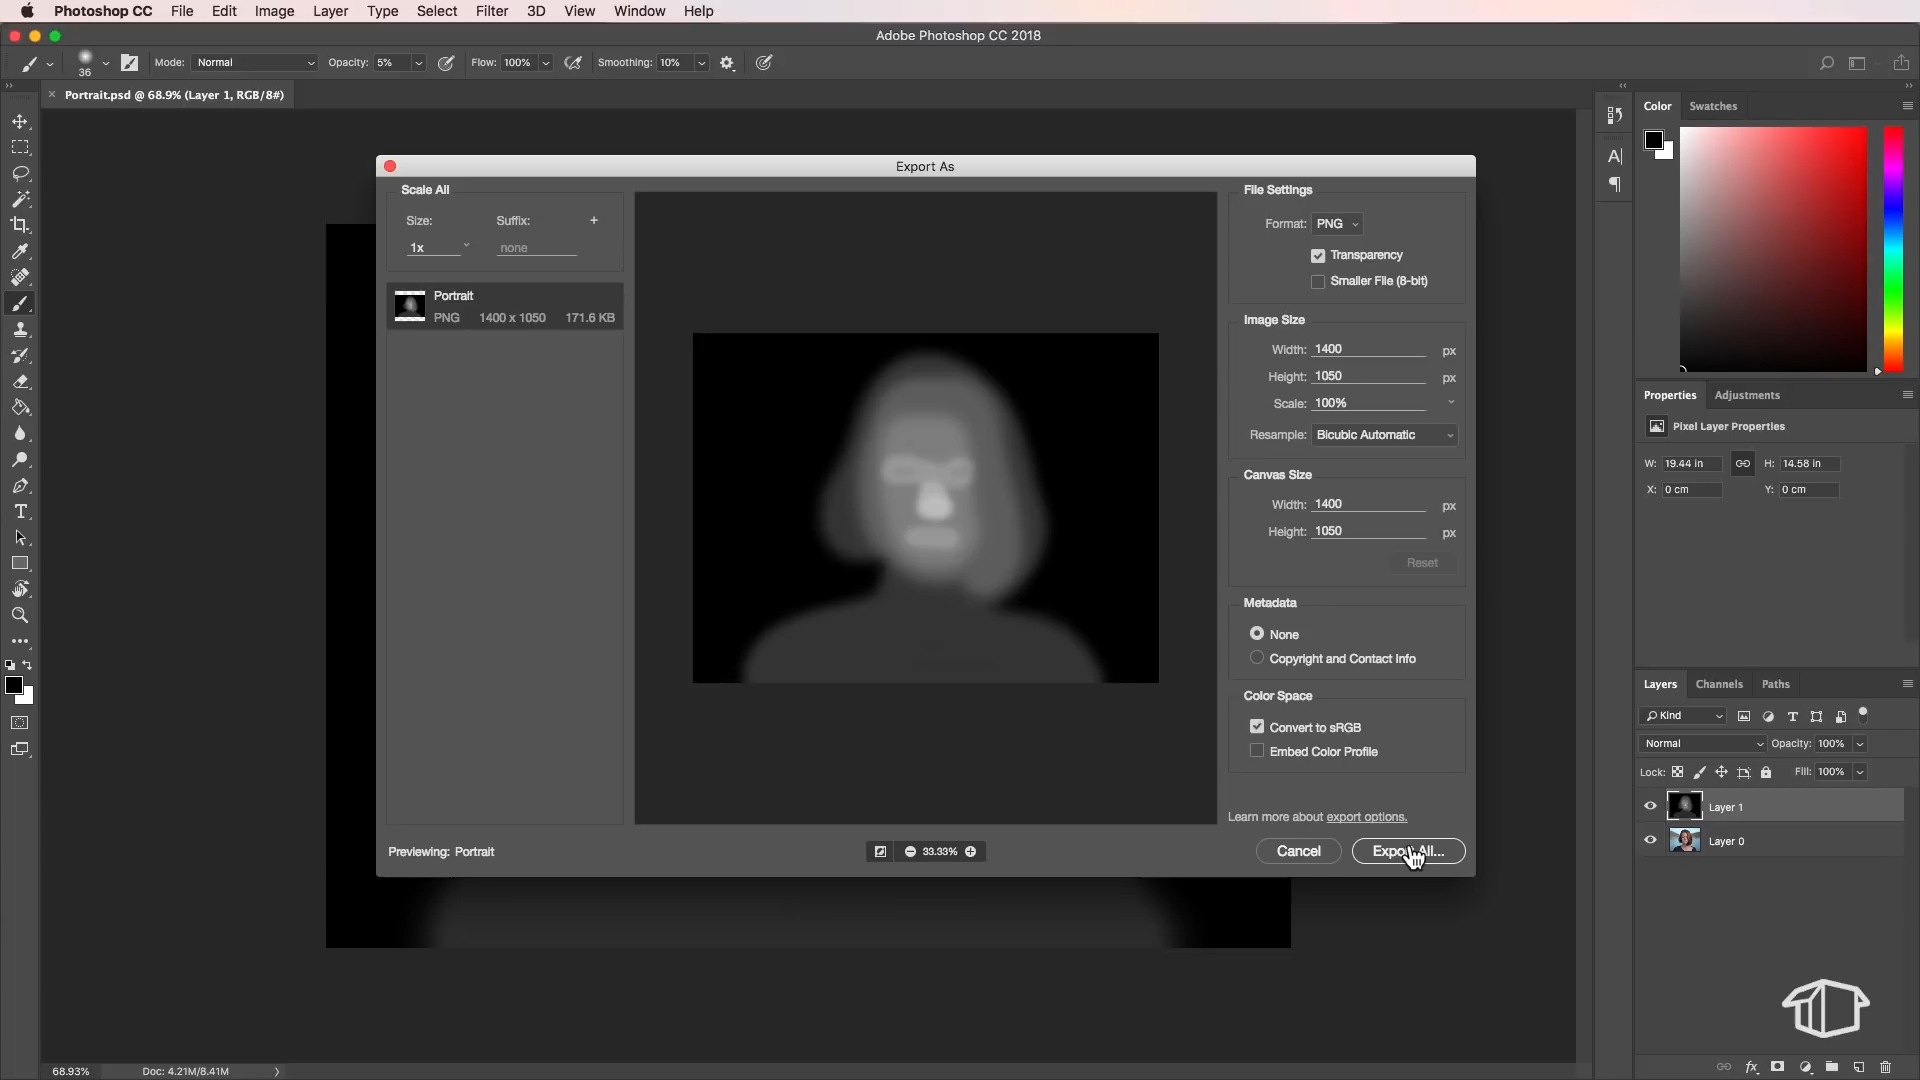 Photoshop CC File Edit Image Layer Type Select Filter 3D View Window Help
Adobe Photoshop CC 2018
36 Mode: Normal Opacity: 5% Flow: 100% Smoothing: 10%
Portrait.psd @ 68.9% (Layer 1, RGB/8#)
Export As
Scale All
Size: Suffix: +
1x none
Portrait
PNG 1400 x 1050 171.6 KB
Previewing: Portrait
33.33%
File Settings
Format: PNG
Transparency
Smaller File (8-bit)
Image Size
Width: 1400 px
Height: 1050 px
Scale: 100%
Resample: Bicubic Automatic
Canvas Size
Width: 1400 px
Height: 1050 px
Reset
Metadata
None
Copyright and Contact Info
Color Space
Convert to sRGB
Embed Color Profile
Learn more about export options.
Cancel
Color Swatches
Properties Adjustments
Pixel Layer Properties
W: 19.44 in H: 14.58 in
X: 0 cm Y: 0 cm
Layers Channels Paths
Kind
Normal Opacity: 100%
Lock: Fill: 100%
Layer 1
Layer 0
68.93% Doc: 4.21M/8.41M